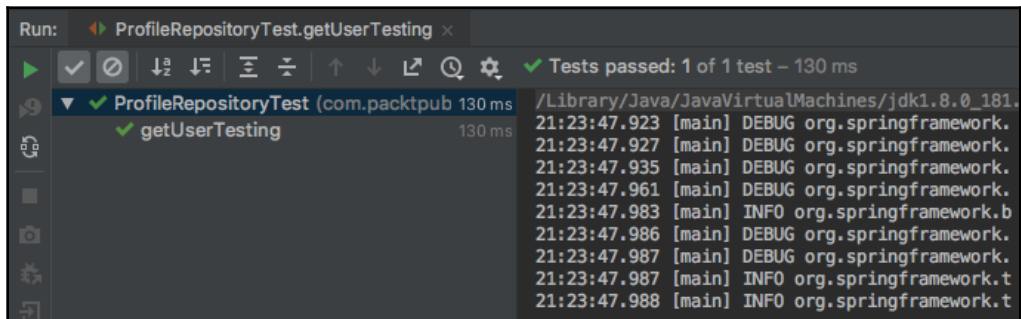 Run: ProfileRepositoryTest.getUserTesting ×
Tests passed: 1 of 1 test – 130 ms
ProfileRepositoryTest (com.packtpub 130 ms
getUserTesting 130 ms
/Library/Java/JavaVirtualMachines/jdk1.8.0_181.
21:23:47.923 [main] DEBUG org.springframework.
21:23:47.927 [main] DEBUG org.springframework.
21:23:47.935 [main] DEBUG org.springframework.
21:23:47.961 [main] DEBUG org.springframework.
21:23:47.983 [main] INFO org.springframework.b
21:23:47.986 [main] DEBUG org.springframework.
21:23:47.987 [main] DEBUG org.springframework.
21:23:47.987 [main] INFO org.springframework.t
21:23:47.988 [main] INFO org.springframework.t